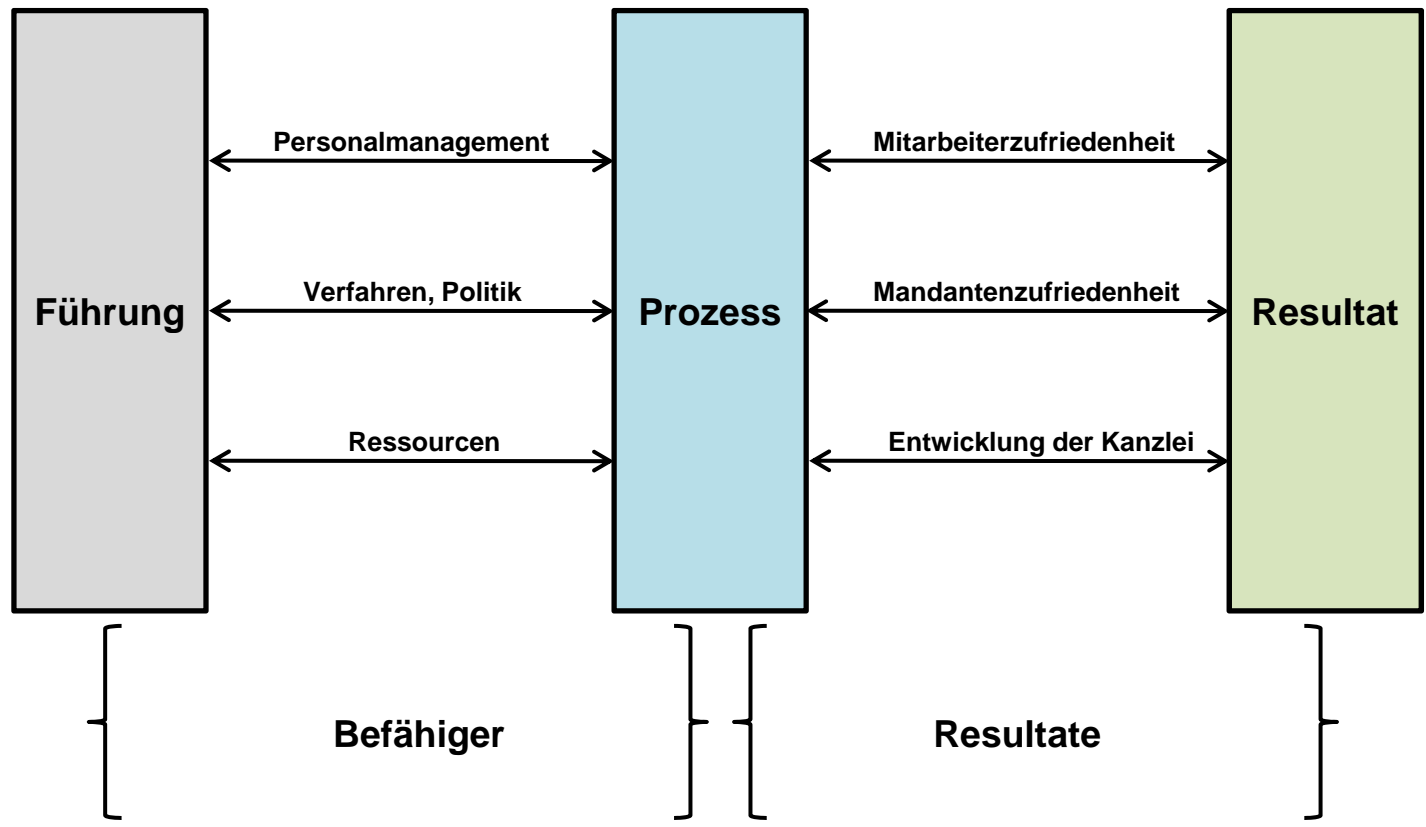 Personalmanagement
Mitarbeiterzufriedenheit
Führung
Verfahren, Politik
Prozess
Mandantenzufriedenheit
Resultat
Ressourcen
Entwicklung der Kanzlei
Befähiger
Resultate